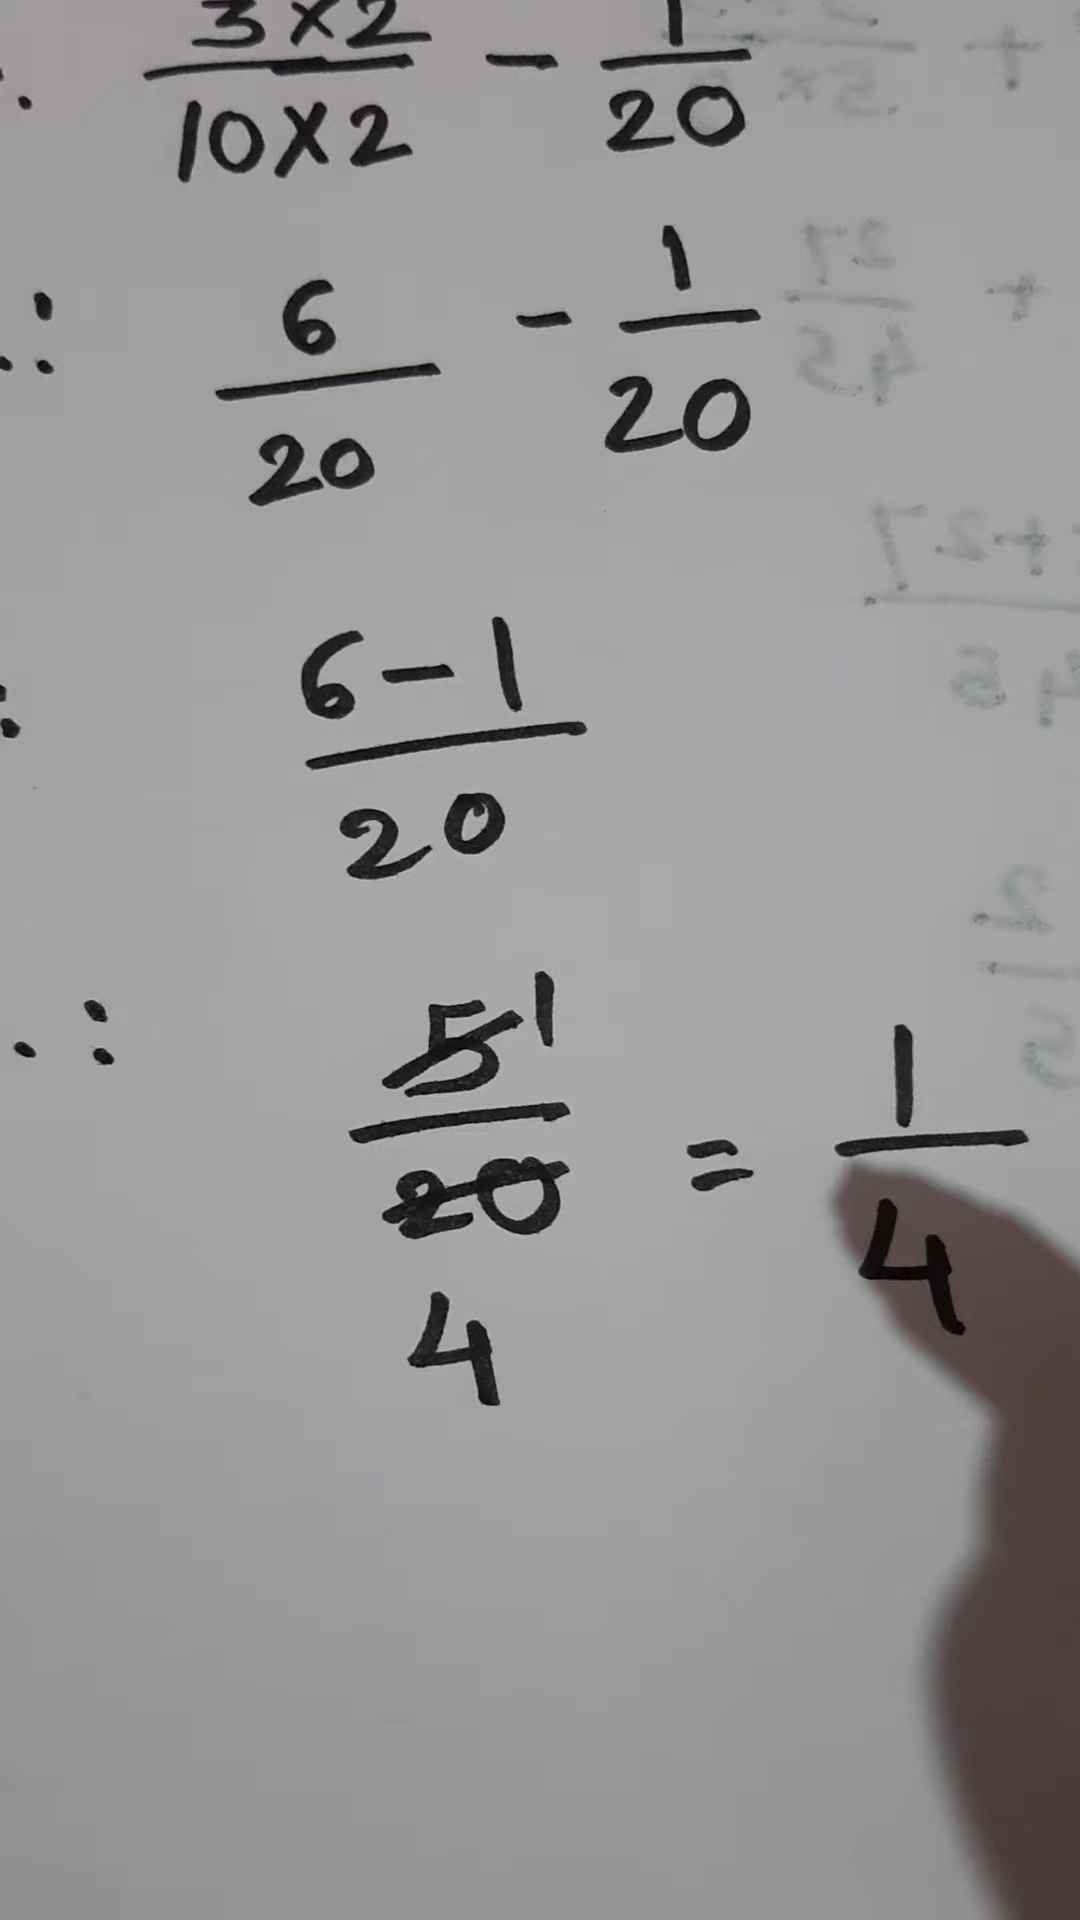 3×2 1
— - —
10×2 20
∴ 6 1
— - —
20 20
∴ 6-1
—
20
∴ 5 1 1
— = —
20 4
4